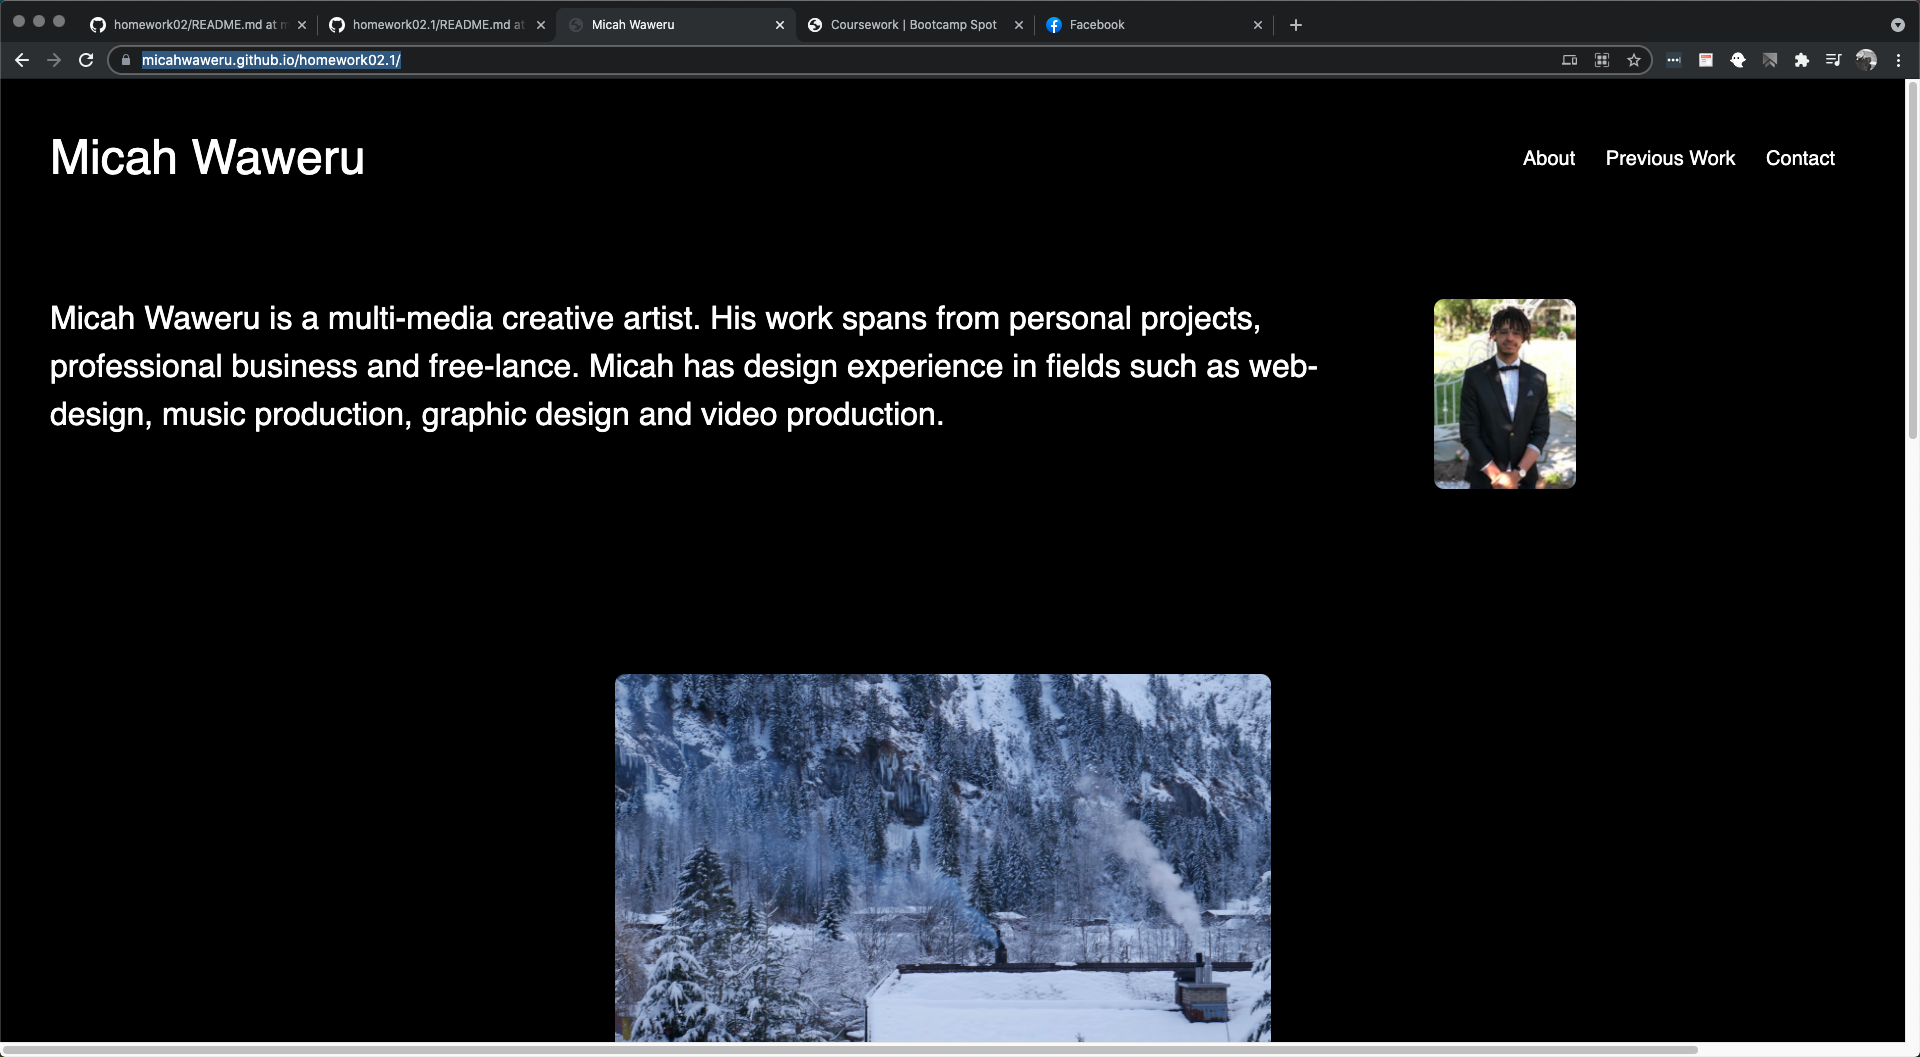 homework02/README.md at m
homework02.1/README.md at
Micah Waweru
Coursework | Bootcamp Spot
Facebook
micahwaweru.github.io/homework02.1/
Micah Waweru
About
Previous Work
Contact
Micah Waweru is a multi-media creative artist. His work spans from personal projects,
professional business and free-lance. Micah has design experience in fields such as web-
design, music production, graphic design and video production.